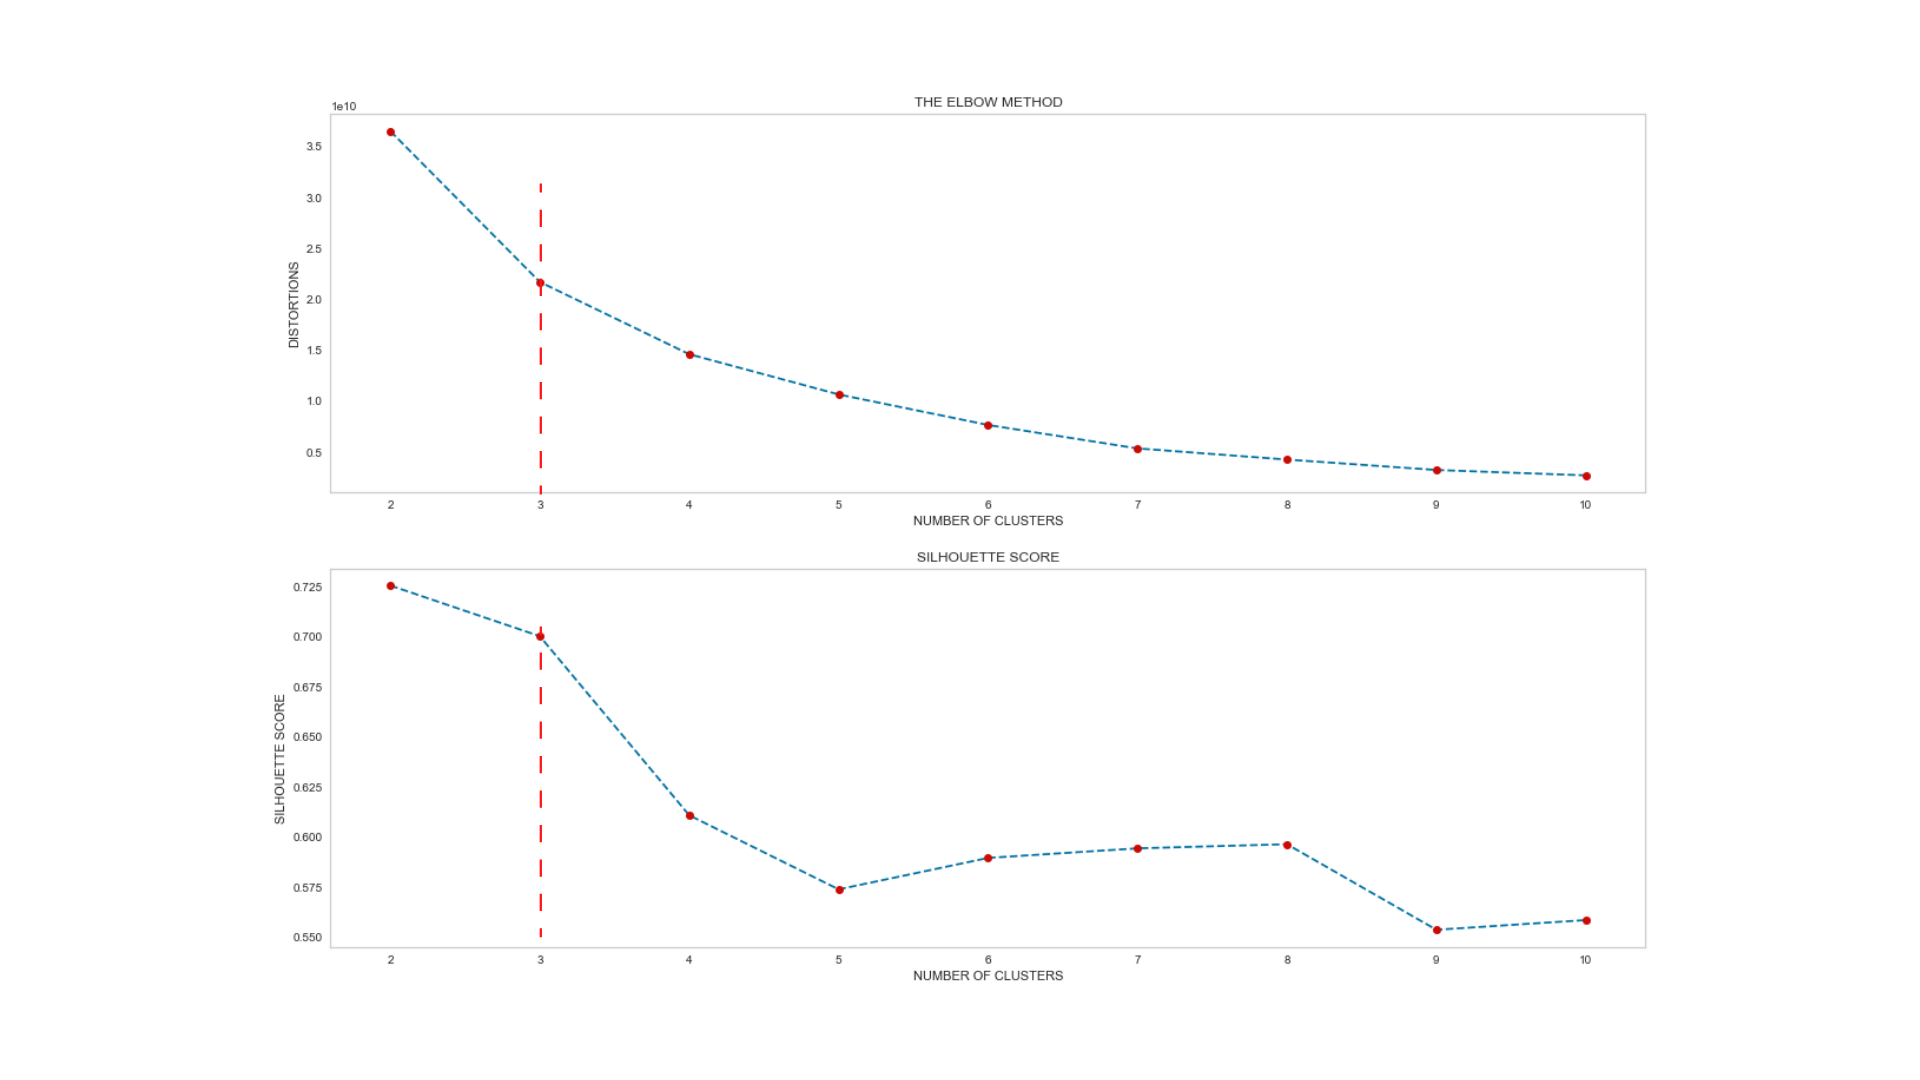 THE ELBOW METHOD
1e10
3.5
3.0
2.5
2.0
1.5
1.0
0.5
DISTORTIONS
2 3 4 5 6 7 8 9 10
NUMBER OF CLUSTERS
SILHOUETTE SCORE
0.725
0.700
0.675
0.650
0.625
0.600
0.575
0.550
SILHOUETTE SCORE
2 3 4 5 6 7 8 9 10
NUMBER OF CLUSTERS